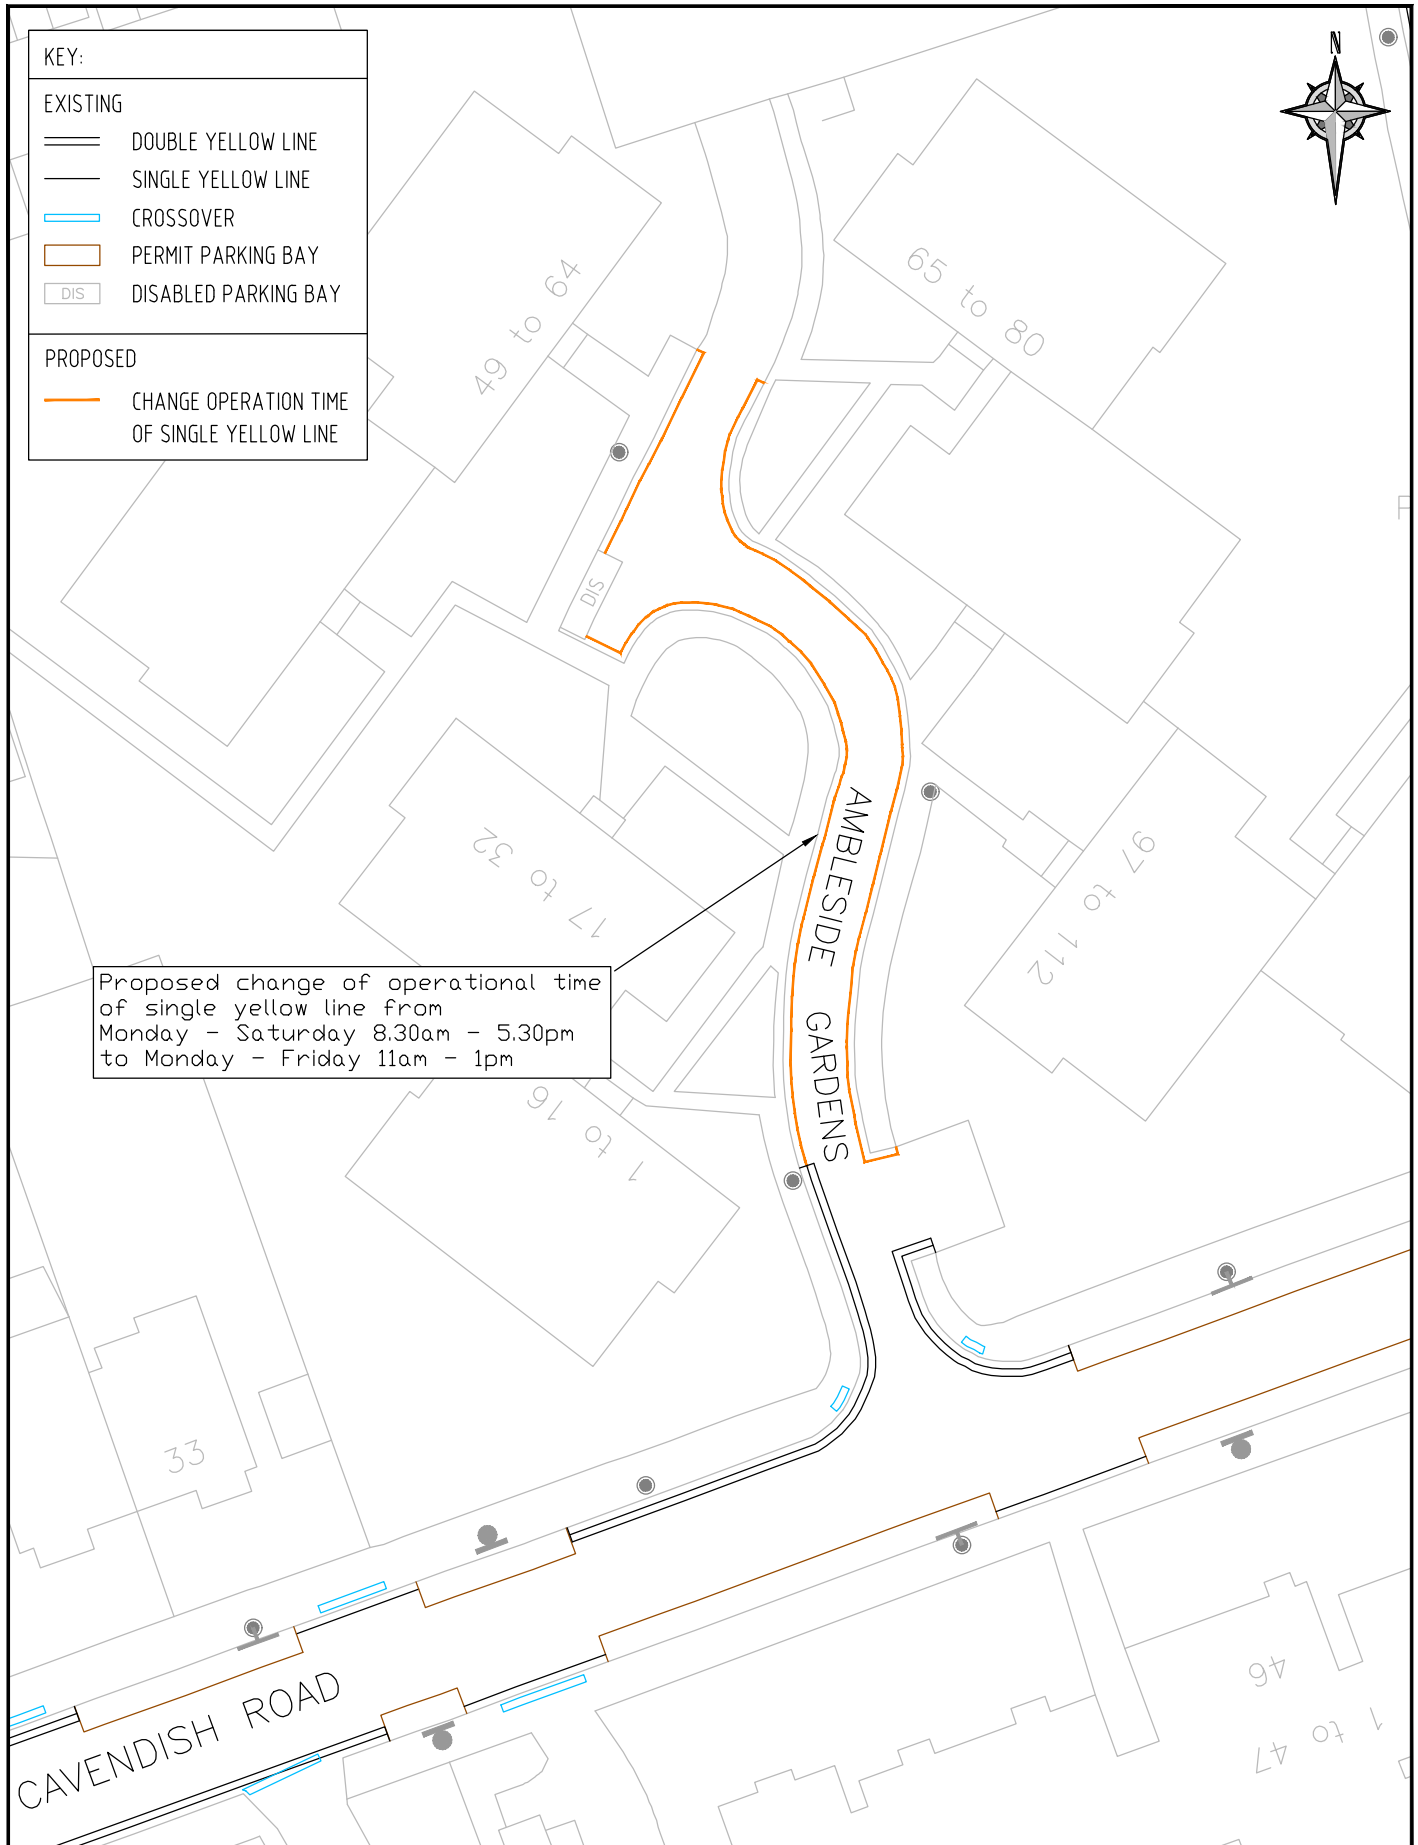 KEY:
EXISTING
DOUBLE YELLOW LINE
SINGLE YELLOW LINE
CROSSOVER
PERMIT PARKING BAY
DIS DISABLED PARKING BAY
PROPOSED
CHANGE OPERATION TIME
OF SINGLE YELLOW LINE
N
49 to 64
65 to 80
DIS
17 to 32
97 to 112
AMBLESIDE GARDENS
Proposed change of operational time
of single yellow line from
Monday - Saturday 8.30am - 5.30pm
to Monday - Friday 11am - 1pm
1 to 16
33
CAVENDISH ROAD
46
1 to 47